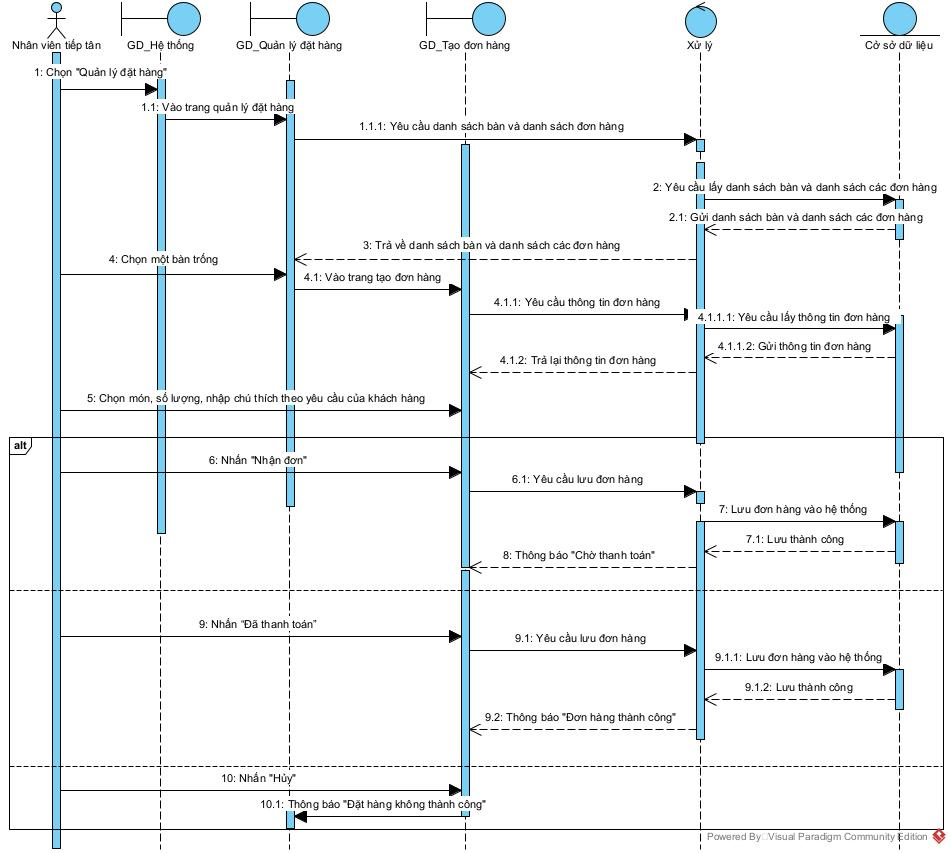 Nhân viên tiếp tân
GD_Hệ thống
GD_Quản lý đặt hàng
GD_Tạo đơn hàng
Xử lý
Cờ sở dữ liệu
1: Chọn "Quản lý đặt hàng"
1.1: Vào trang quản lý đặt hàng
1.1.1: Yêu cầu danh sách bàn và danh sách đơn hàng
2: Yêu cầu lấy danh sách bàn và danh sách các đơn hàng
2.1: Gửi danh sách bàn và danh sách các đơn hàng
3: Trả về danh sách bàn và danh sách các đơn hàng
4: Chọn một bàn trống
4.1: Vào trang tạo đơn hàng
4.1.1: Yêu cầu thông tin đơn hàng
4.1.1.1: Yêu cầu lấy thông tin đơn hàng
4.1.1.2: Gửi thông tin đơn hàng
4.1.2: Trả lại thông tin đơn hàng
5: Chọn món, số lượng, nhập chú thích theo yêu cầu của khách hàng
alt
6: Nhấn "Nhận đơn"
6.1: Yêu cầu lưu đơn hàng
7: Lưu đơn hàng vào hệ thống
7.1: Lưu thành công
8: Thông báo "Chờ thanh toán"
9: Nhấn "Đã thanh toán"
9.1: Yêu cầu lưu đơn hàng
9.1.1: Lưu đơn hàng vào hệ thống
9.1.2: Lưu thành công
9.2: Thông báo "Đơn hàng thành công"
10: Nhấn "Hủy"
10.1: Thông báo "Đặt hàng không thành công"
Powered By Visual Paradigm Community Edition